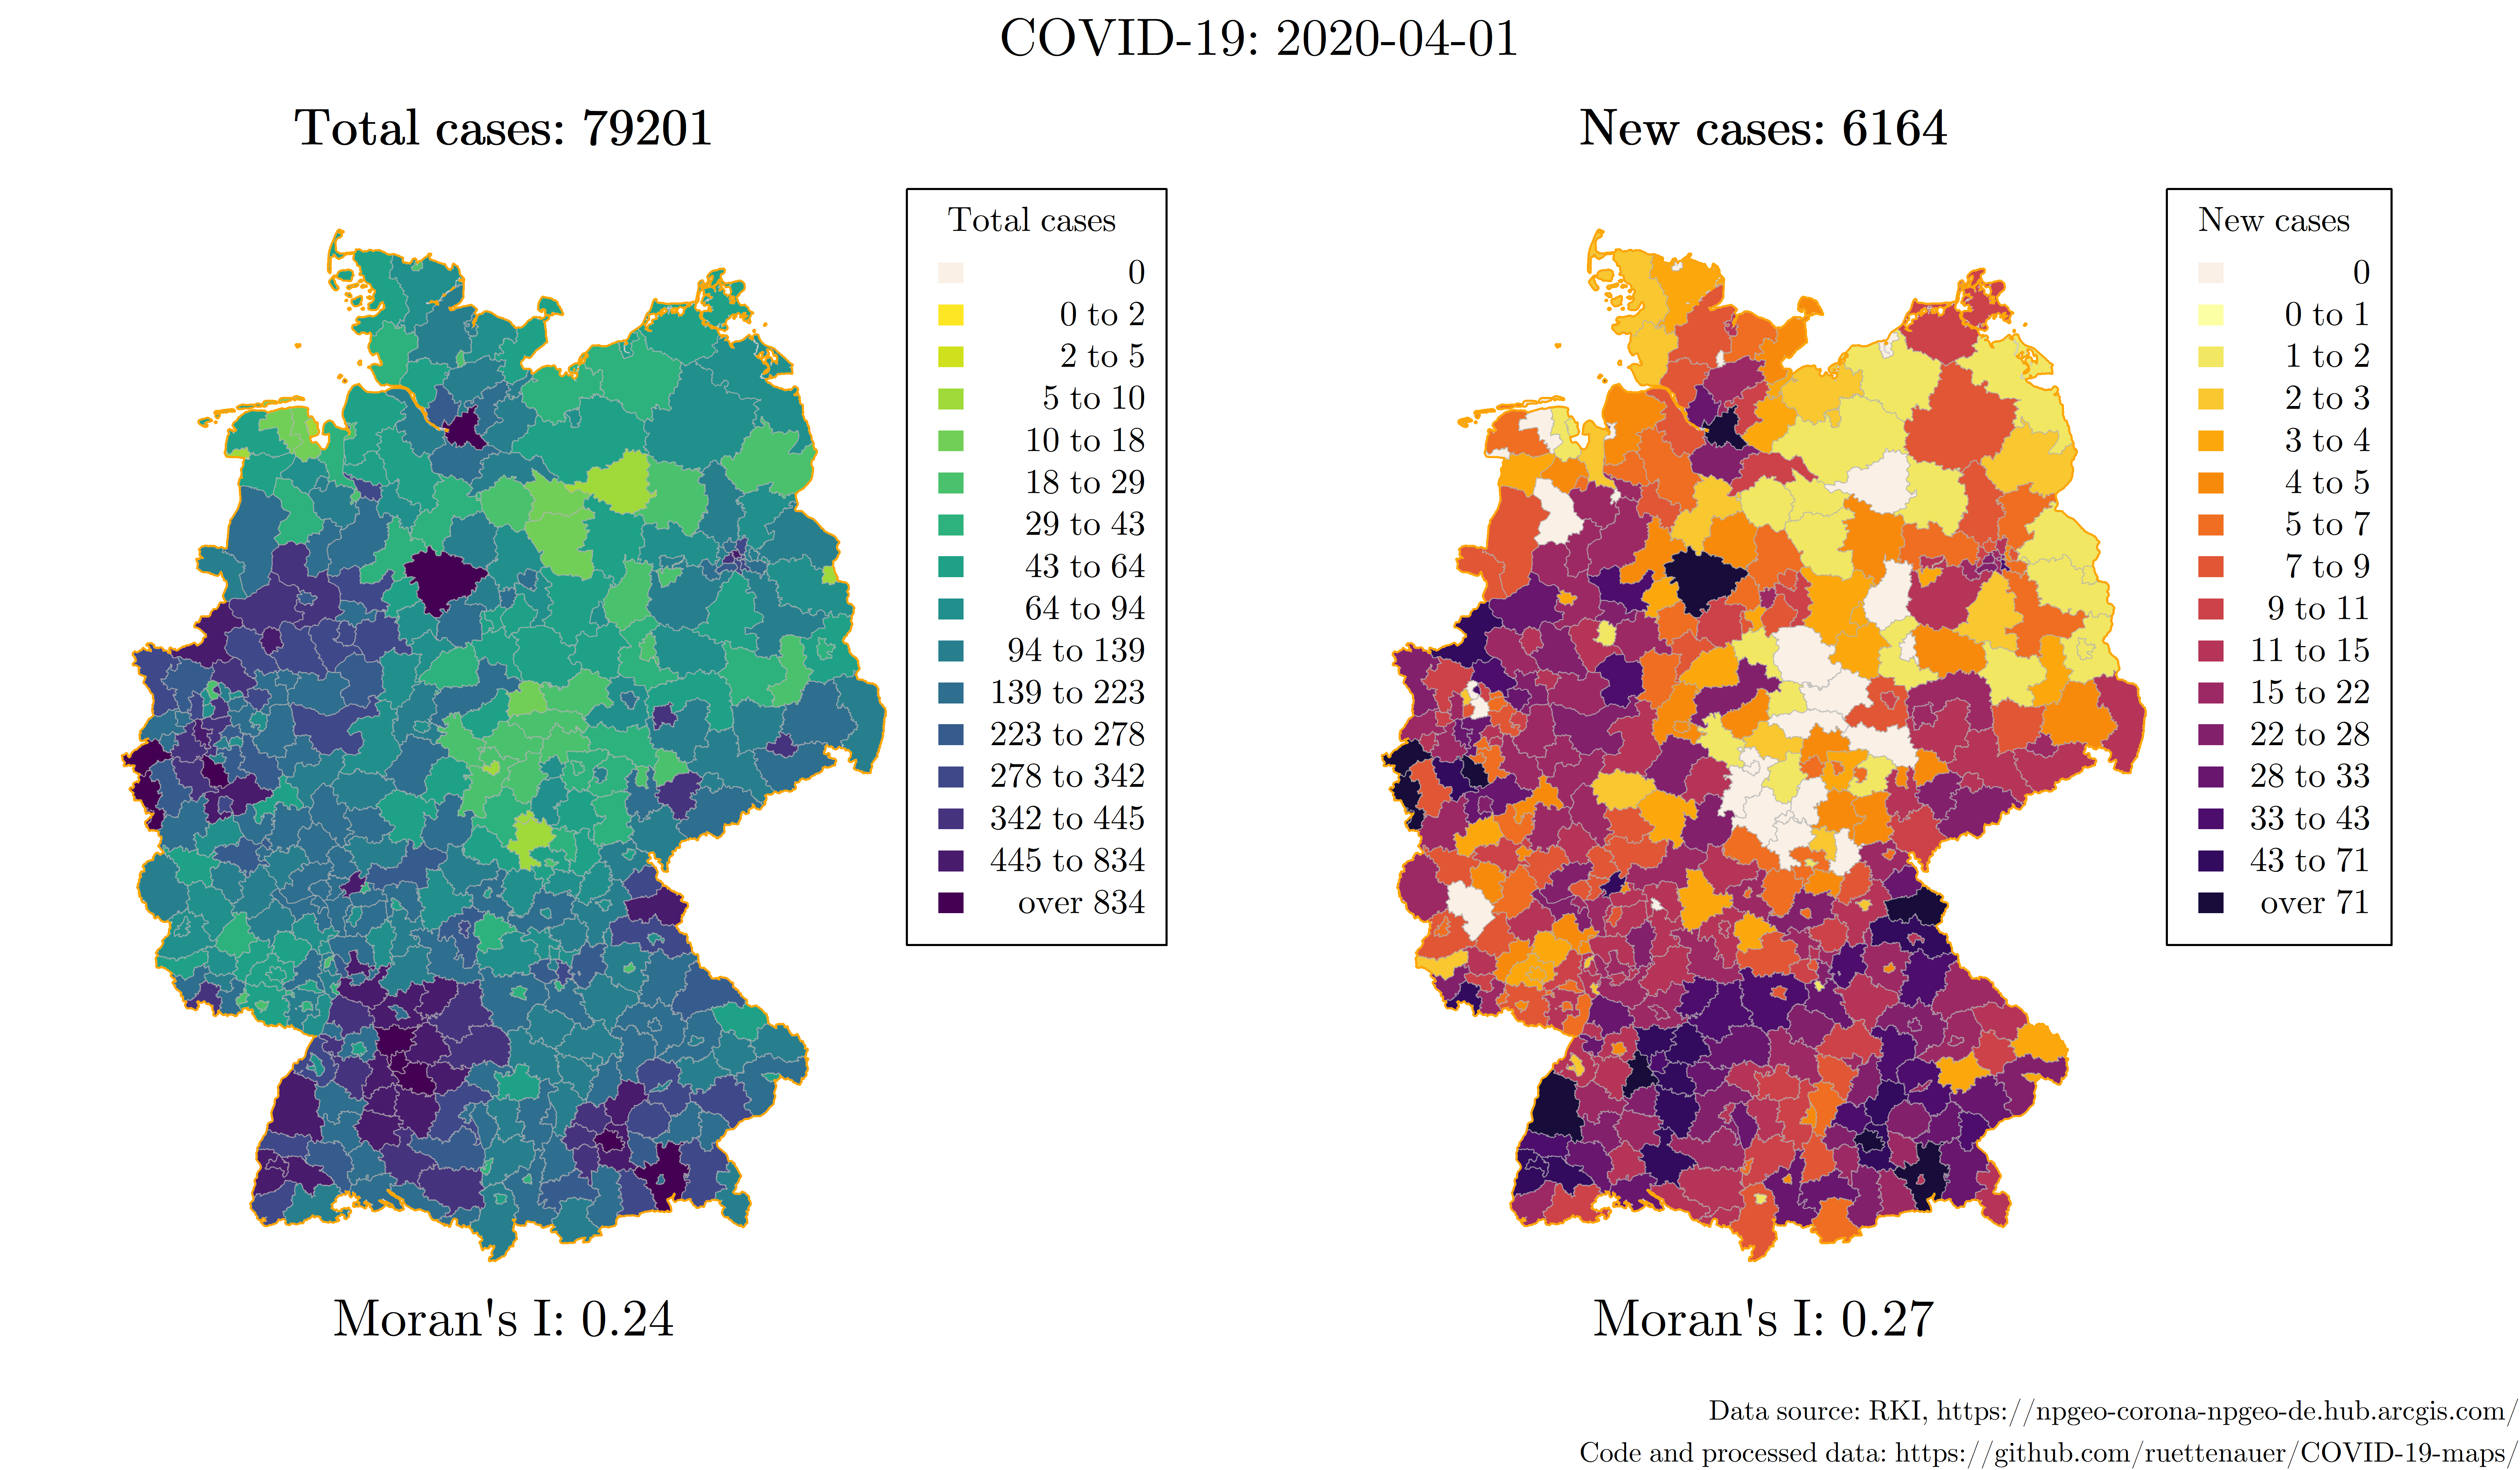 COVID-19: 2020-04-01
Total cases: 79201
Total cases
0
0 to 2
2 to 5
5 to 10
10 to 18
18 to 29
29 to 43
43 to 64
64 to 94
94 to 139
139 to 223
223 to 278
278 to 342
342 to 445
445 to 834
over 834
Moran's I: 0.24
New cases: 6164
New cases
0
0 to 1
1 to 2
2 to 3
3 to 4
4 to 5
5 to 7
7 to 9
9 to 11
11 to 15
15 to 22
22 to 28
28 to 33
33 to 43
43 to 71
over 71
Moran's I: 0.27
Data source: RKI, https://npgeo-corona-npgeo-de.hub.arcgis.com/
Code and processed data: https://github.com/ruettenauer/COVID-19-maps/